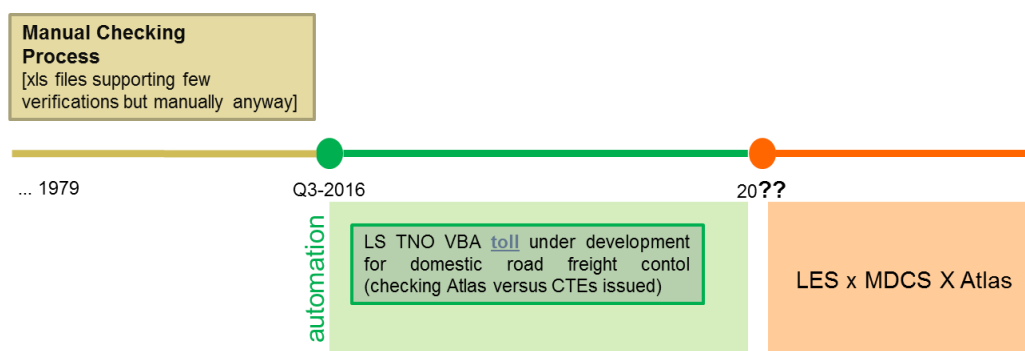 Manual Checking
Process
[xls files supporting few
verifications but manually anyway]
... 1979
Q3-2016
20??
automation
LS TNO VBA toll under development
for domestic road freight contol
(checking Atlas versus CTEs issued)
LES x MDCS X Atlas